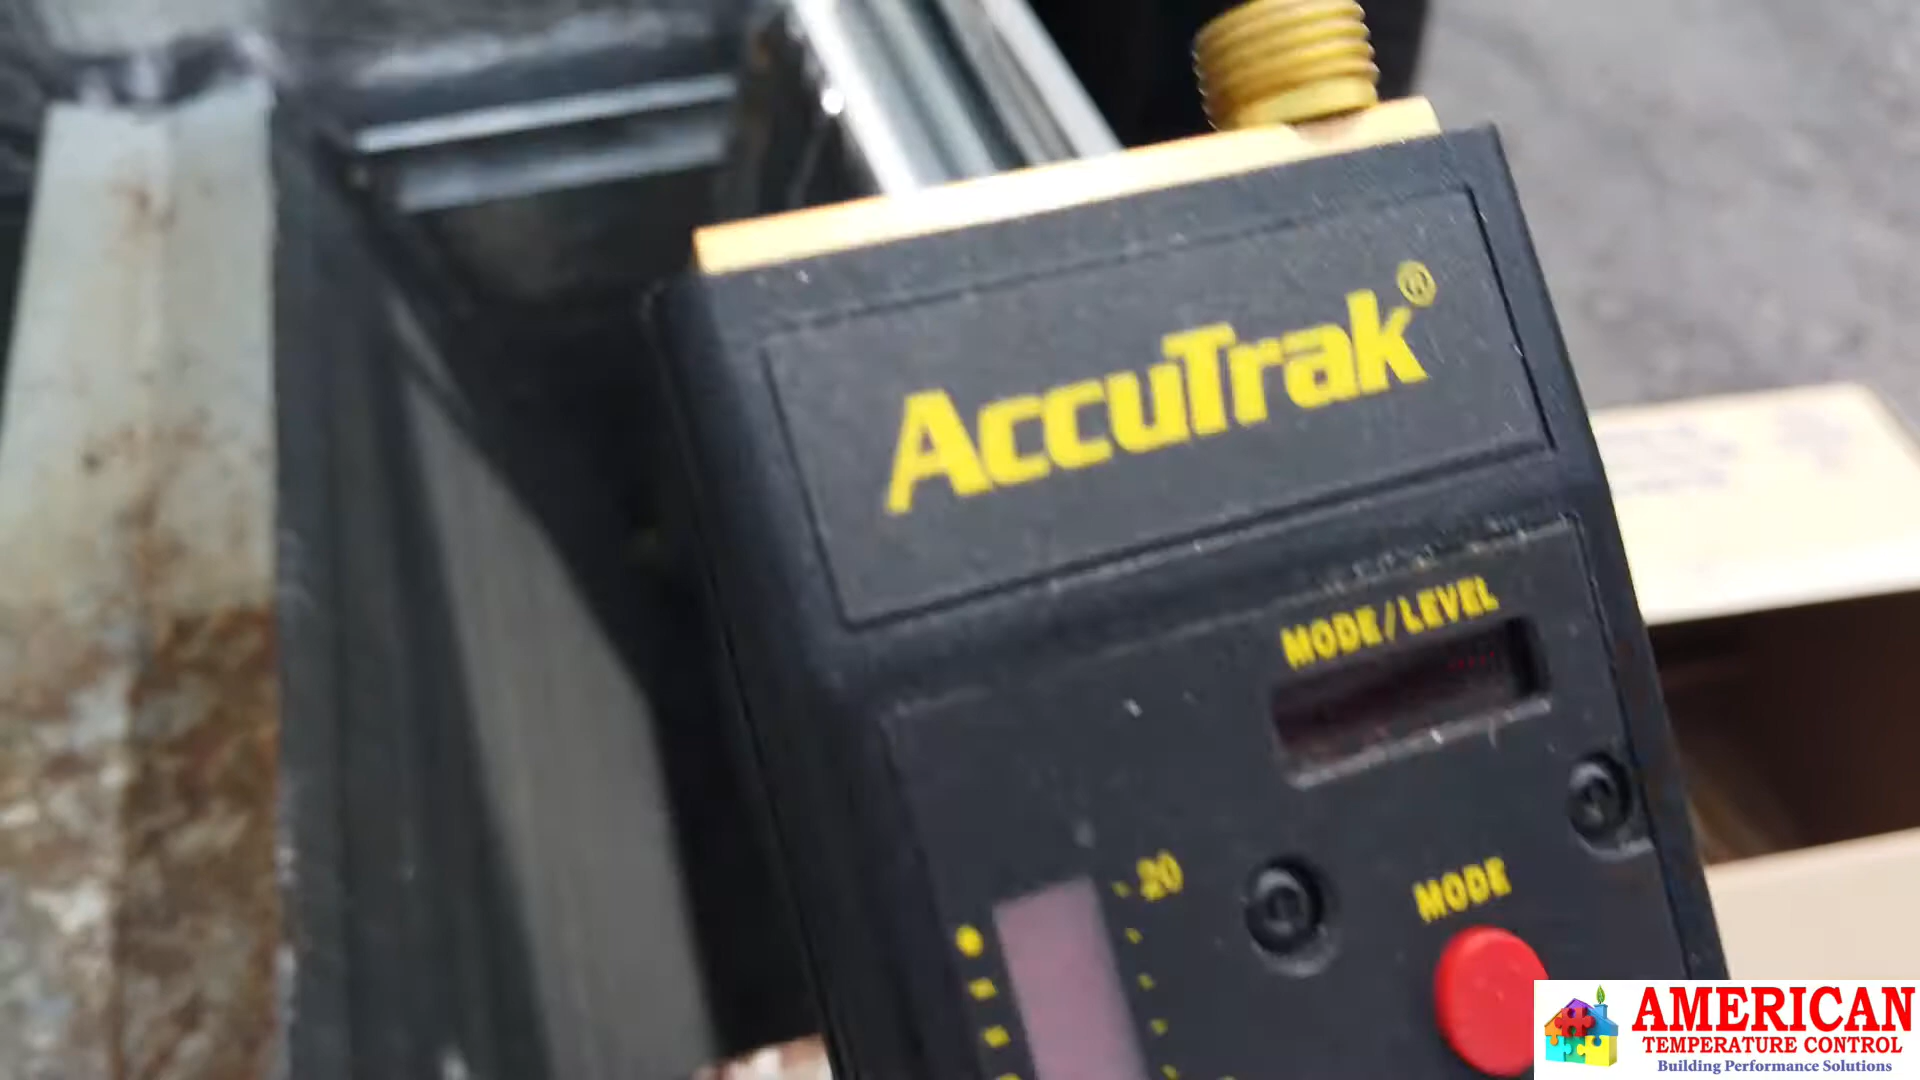 AccuTrak®
MODE/LEVEL
20
MODE
AMERICAN
TEMPERATURE CONTROL
Building Performance Solutions